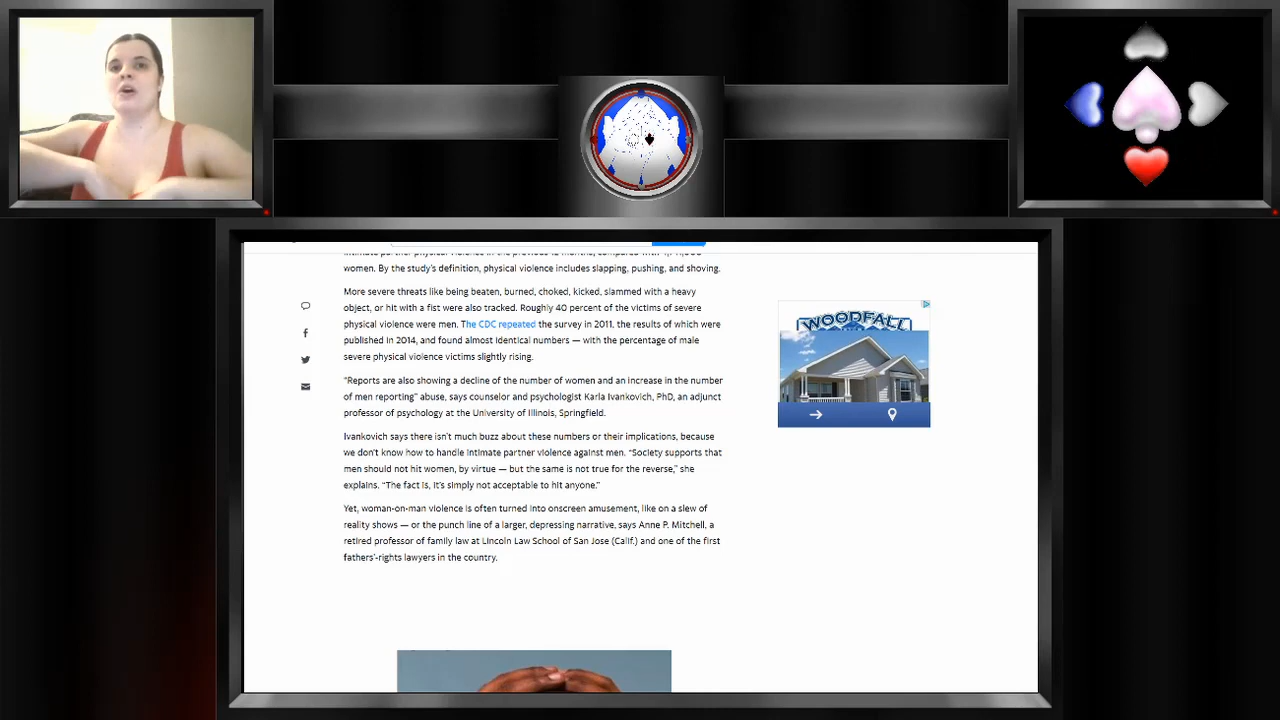 women. By the study's definition, physical violence includes slapping, pushing, and shoving.
More severe threats like being beaten, burned, choked, kicked, slammed with a heavy
object, or hit with a fist were also tracked. Roughly 40 percent of the victims of severe
physical violence were men. The CDC repeated the survey in 2011, the results of which were
published in 2014, and found almost identical numbers — with the percentage of male
severe physical violence victims slightly rising.
"Reports are also showing a decline of the number of women and an increase in the number
of men reporting" abuse, says counselor and psychologist Karla Ivankovich, PhD, an adjunct
professor of psychology at the University of Illinois, Springfield.
Ivankovich says there isn't much buzz about these numbers or their implications, because
we don't know how to handle intimate partner violence against men. "Society supports that
men should not hit women, by virtue — but the same is not true for the reverse," she
explains. "The fact is, it's simply not acceptable to hit anyone."
Yet, woman-on-man violence is often turned into onscreen amusement, like on a slew of
reality shows — or the punch line of a larger, depressing narrative, says Anne P. Mitchell, a
retired professor of family law at Lincoln Law School of San Jose (Calif.) and one of the first
fathers'-rights lawyers in the country.
WOODFALL